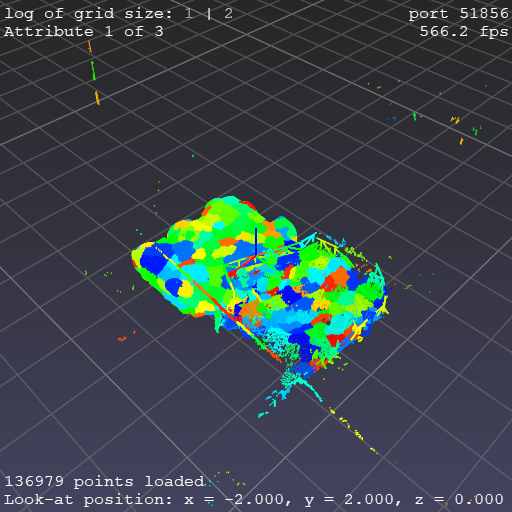 log of grid size: 1 | 2
port 51856
Attribute 1 of 3
566.2 fps
136979 points loaded
Look-at position: x = -2.000, y = 2.000, z = 0.000